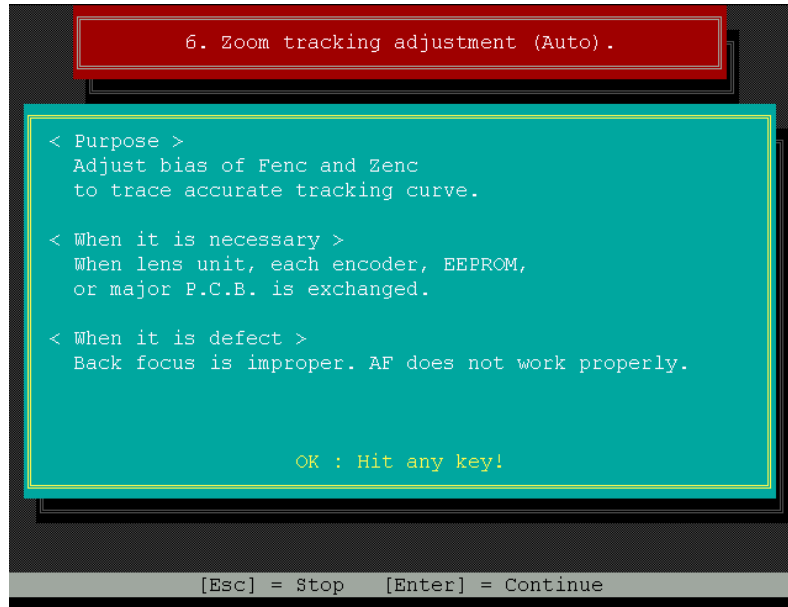 6. Zoom tracking adjustment (Auto).
< Purpose >
Adjust bias of Fenc and Zenc
to trace accurate tracking curve.
< When it is necessary >
When lens unit, each encoder, EEPROM,
or major P.C.B. is exchanged.
< When it is defect >
Back focus is improper. AF does not work properly.
OK : Hit any key!
[Esc] = Stop [Enter] = Continue